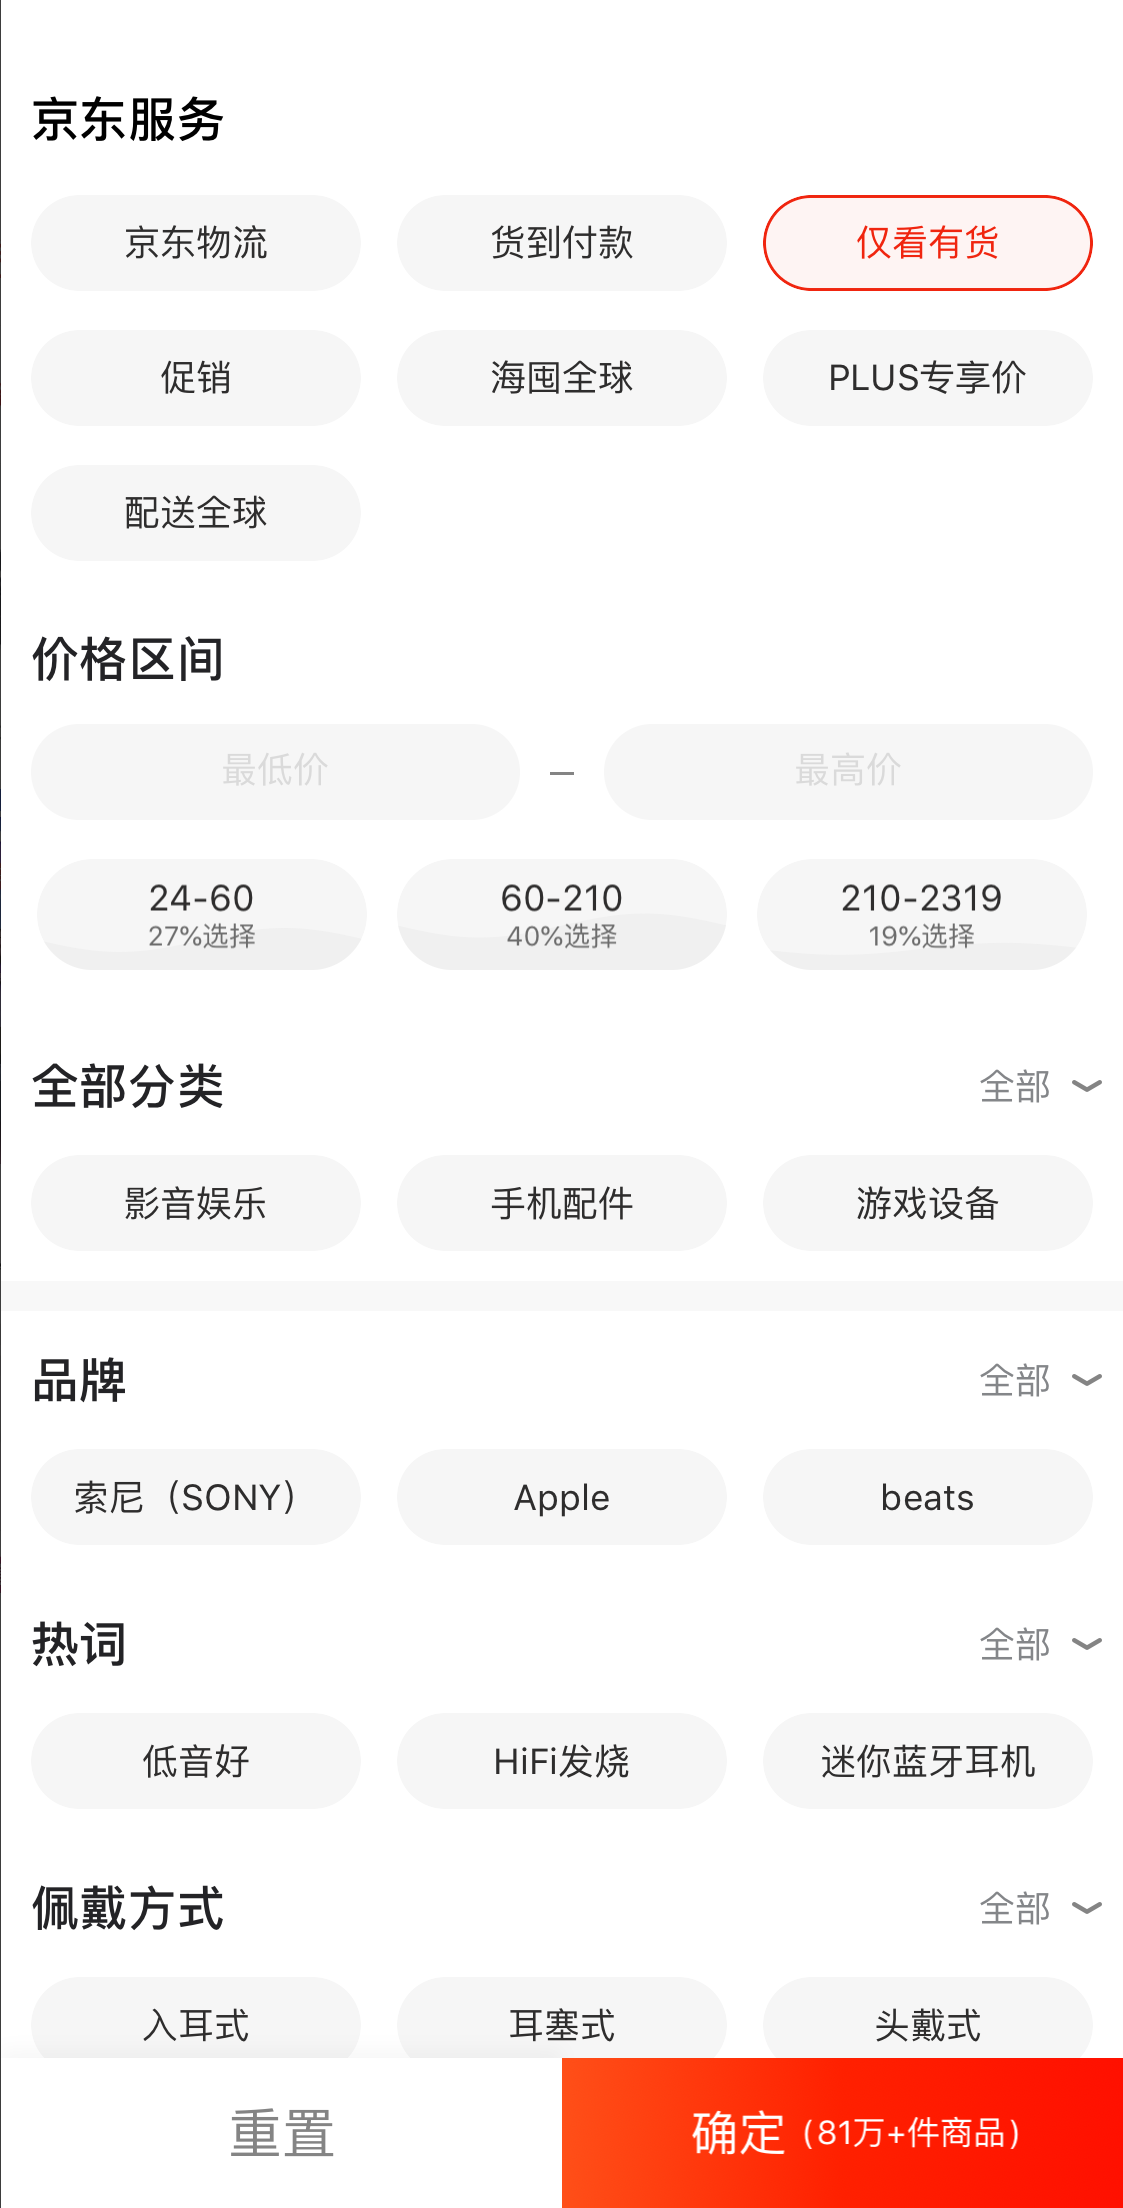 京东服务
京东物流
货到付款
仅看有货
促销
海囤全球
PLUS专享价
配送全球
价格区间
最低价
–
最高价
24-60
27%选择
60-210
40%选择
210-2319
19%选择
全部分类
全部
影音娱乐
手机配件
游戏设备
品牌
全部
索尼（SONY）
Apple
beats
热词
全部
低音好
HiFi发烧
迷你蓝牙耳机
佩戴方式
全部
入耳式
耳塞式
头戴式
重置
确定（81万+件商品）